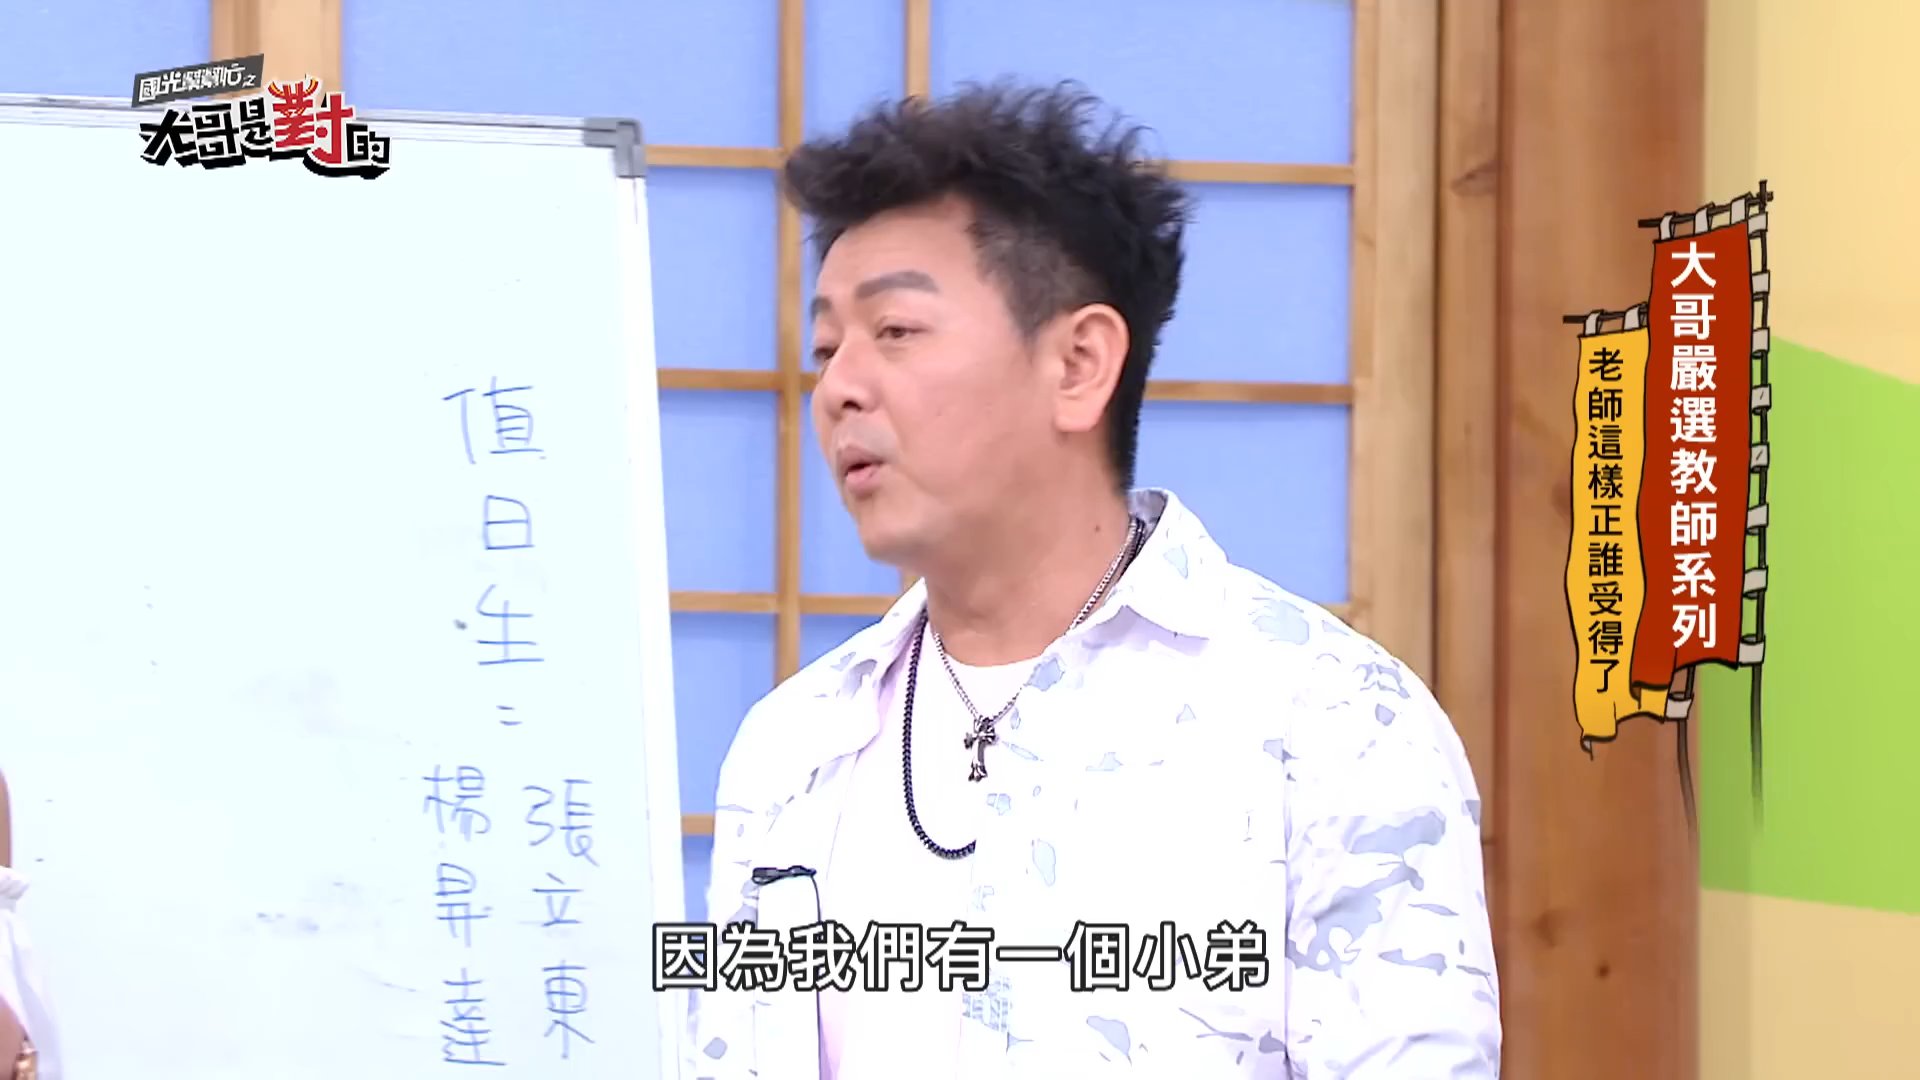 國光幫幫忙之
大哥是對的
大哥嚴選教師系列
老師這樣正誰受得了
值日生:
張立東
楊昇達
因為我們有一個小弟